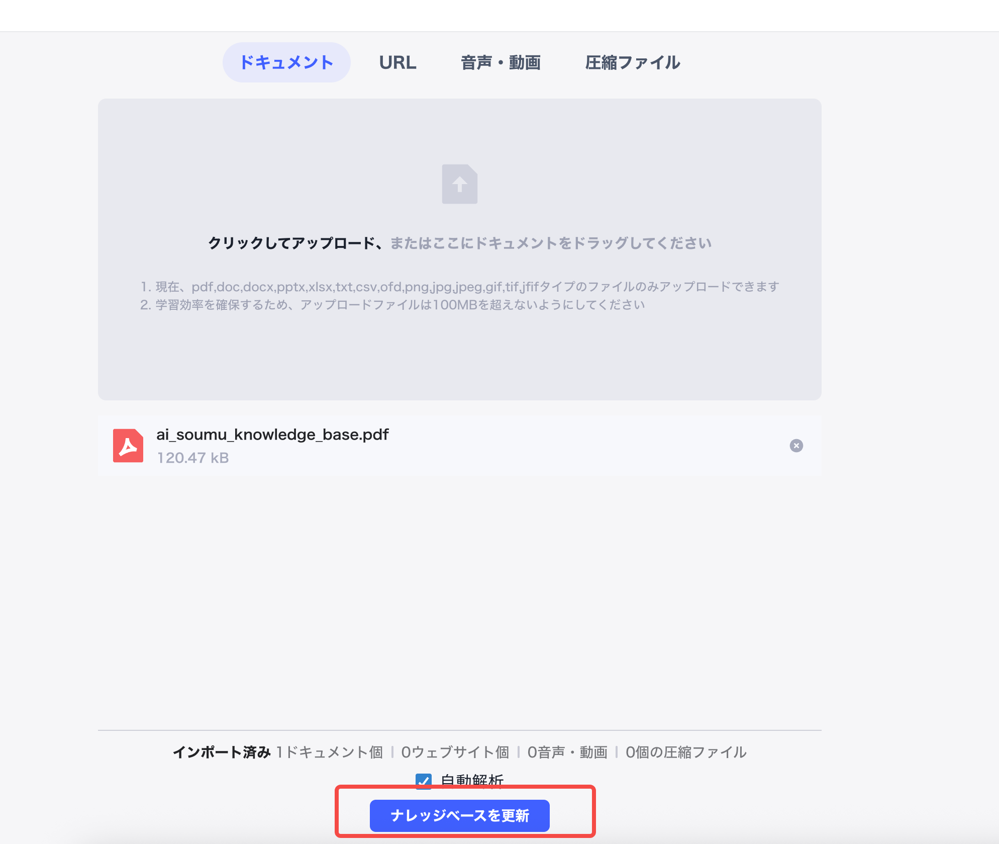 ドキュメント URL 音声・動画 圧縮ファイル
クリックしてアップロード、またはここにドキュメントをドラッグしてください
1. 現在、pdf,doc,docx,pptx,xlsx,txt,csv,ofd,png,jpg,jpeg,gif,tif,jfifタイプのファイルのみアップロードできます
2. 学習効率を確保するため、アップロードファイルは100MBを超えないようにしてください
ai_soumu_knowledge_base.pdf
120.47 kB
インポート済み 1ドキュメント個 | 0ウェブサイト個 | 0音声・動画 | 0個の圧縮ファイル
自動解析
ナレッジベースを更新